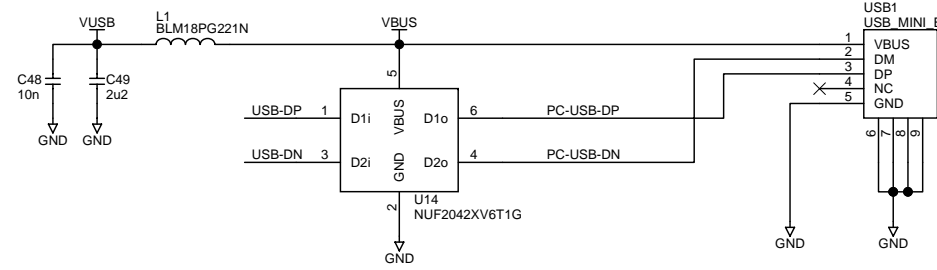 USB1
USB_MINI_B
L1
BLM18PG221N
VUSB
VBUS
1
VBUS
2
DM
3
DP
4
NC
5
GND
C48
10n
C49
2u2
5
GND
GND
USB-DP
1
D1i
VBUS
D1o
6
PC-USB-DP
USB-DN
3
D2i
GND
D2o
4
PC-USB-DN
6
7
8
9
2
U14
NUF2042XV6T1G
GND
GND
GND